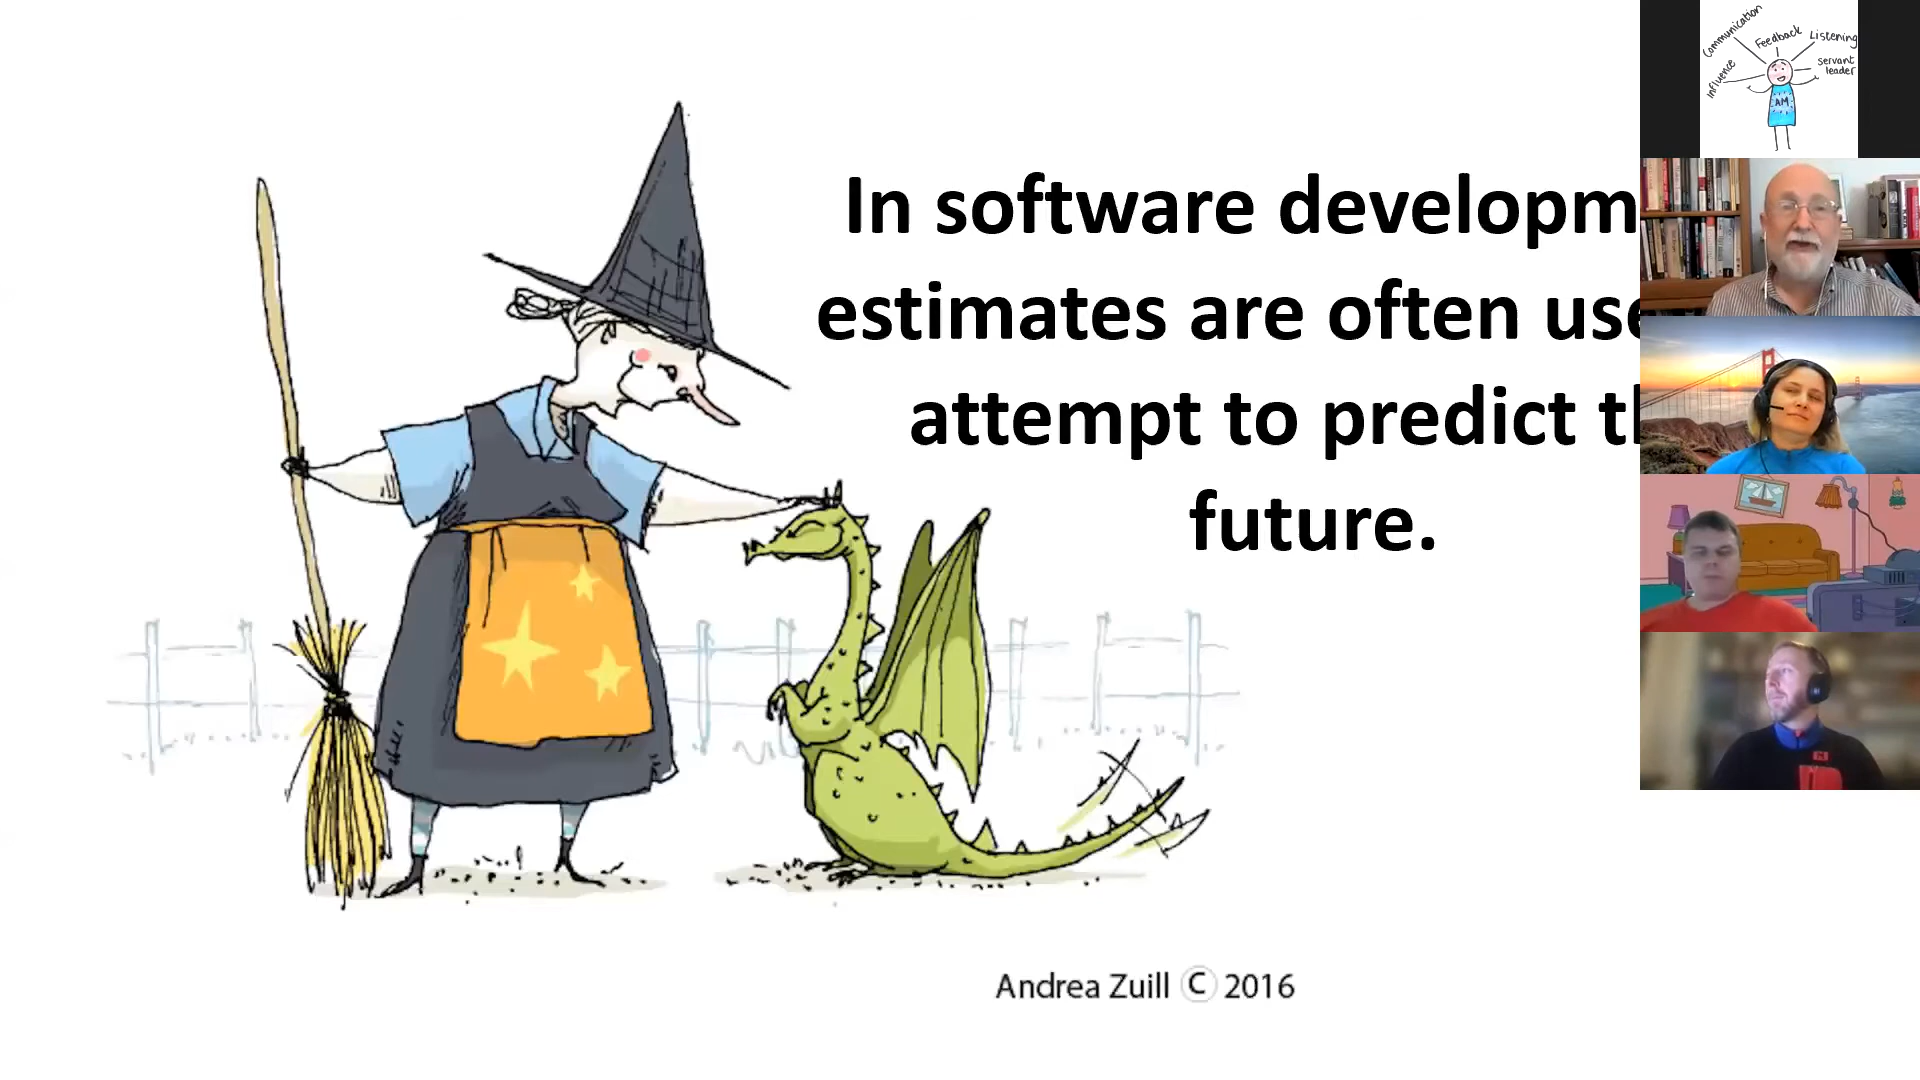 In software developm
estimates are often use
attempt to predict th
future.
Andrea Zuill © 2016
Communication
Feedback
Listening
Influence
servant
leader
AM